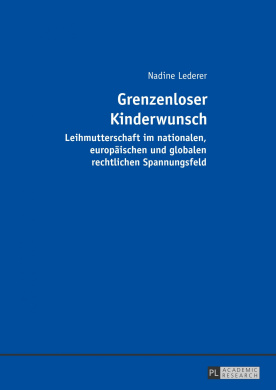 Nadine Lederer
Grenzenloser
Kinderwunsch
Leihmutterschaft im nationalen,
europäischen und globalen
rechtlichen Spannungsfeld
PL ACADEMIC
RESEARCH